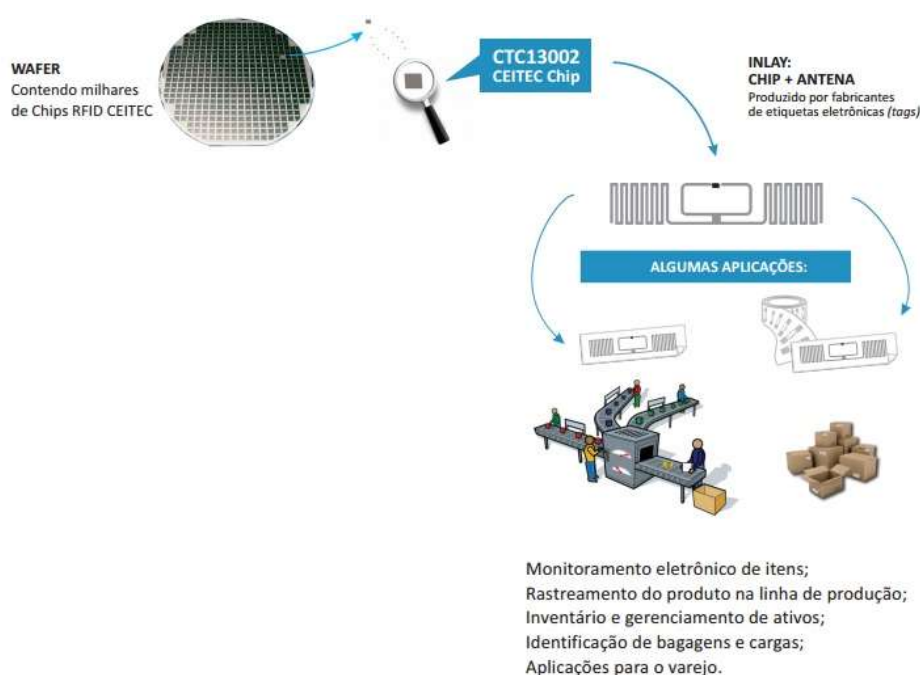 WAFER
Contendo milhares
de Chips RFID CEITEC
CTC13002
CEITEC Chip
INLAY:
CHIP + ANTENA
Produzido por fabricantes
de etiquetas eletrônicas (tags)
ALGUMAS APLICAÇÕES:
Monitoramento eletrônico de itens;
Rastreamento do produto na linha de produção;
Inventário e gerenciamento de ativos;
Identificação de bagagens e cargas;
Aplicações para o varejo.